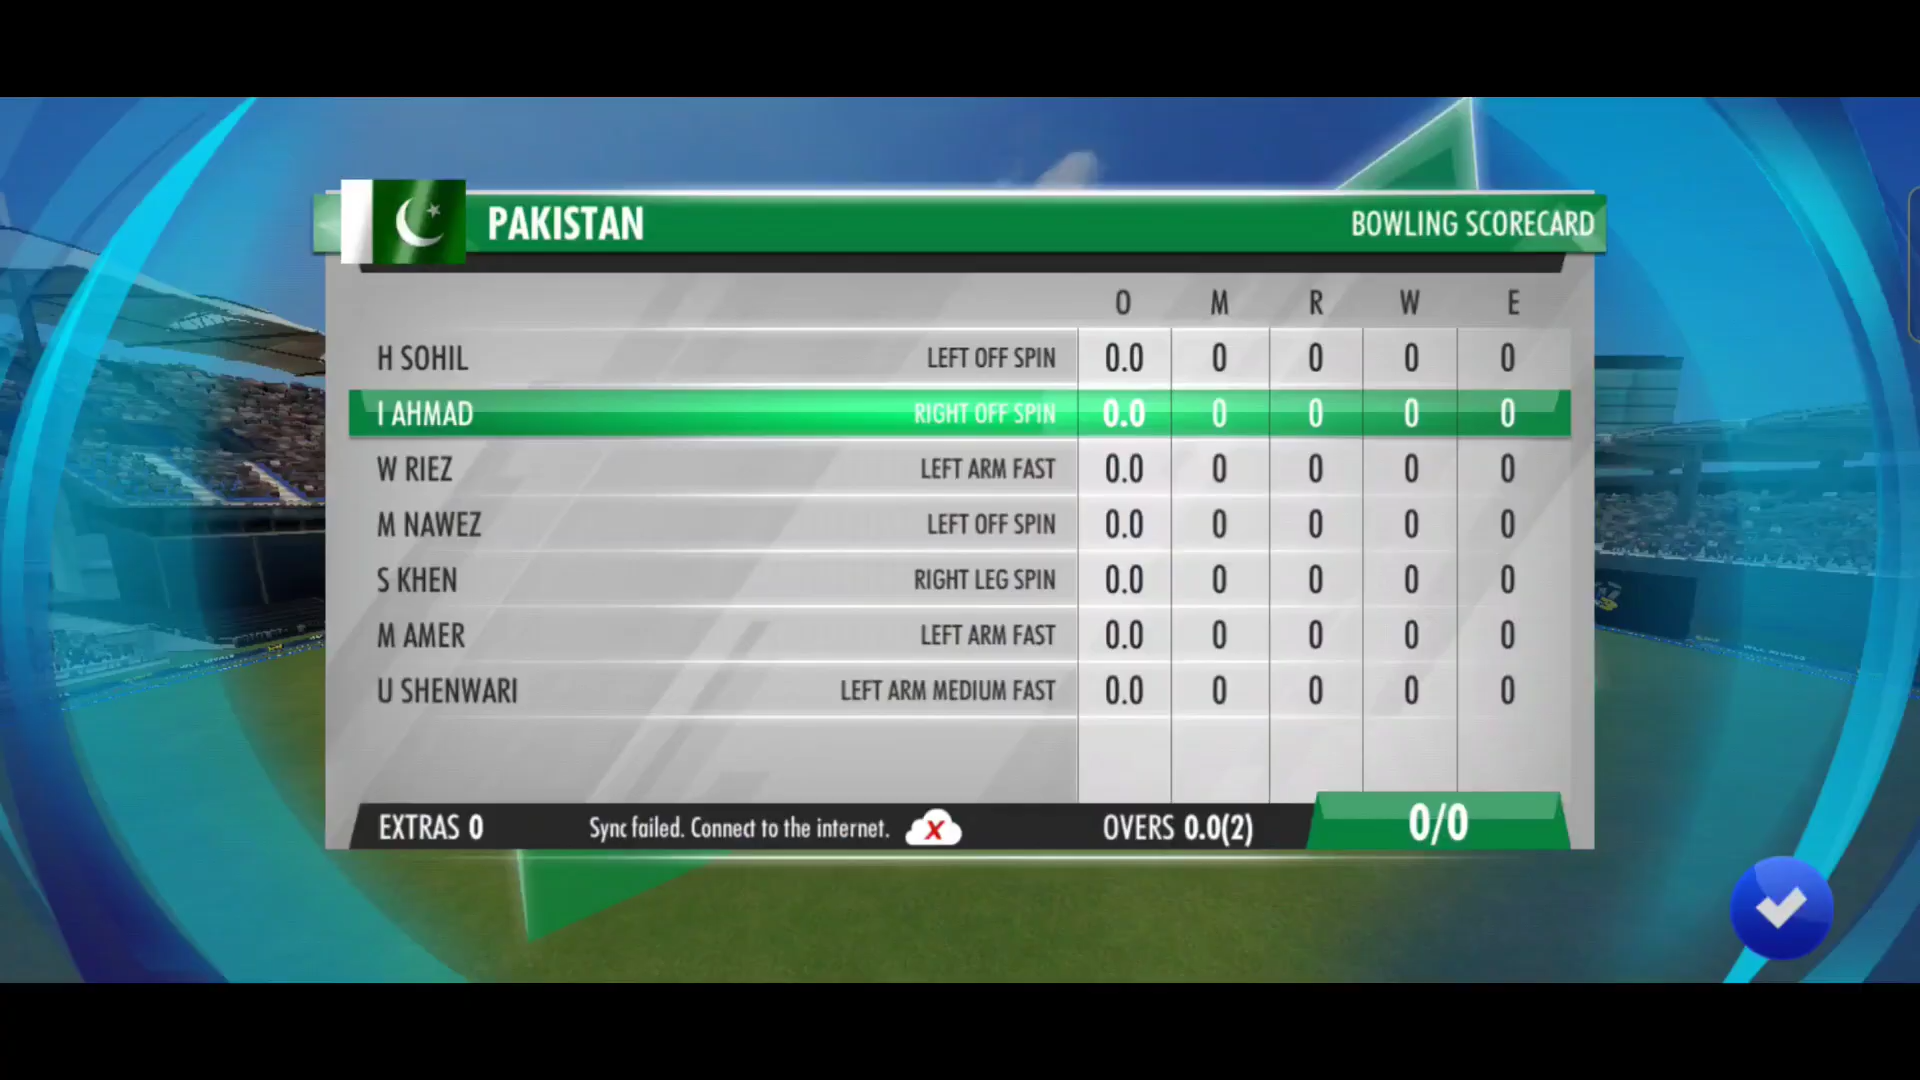 PAKISTAN BOWLING SCORECARD
O M R W E
H SOHIL LEFT OFF SPIN 0.0 0 0 0 0
I AHMAD RIGHT OFF SPIN 0.0 0 0 0 0
W RIEZ LEFT ARM FAST 0.0 0 0 0 0
M NAWEZ LEFT OFF SPIN 0.0 0 0 0 0
S KHEN RIGHT LEG SPIN 0.0 0 0 0 0
M AMER LEFT ARM FAST 0.0 0 0 0 0
U SHENWARI LEFT ARM MEDIUM FAST 0.0 0 0 0 0
EXTRAS 0 Sync failed. Connect to the internet. X OVERS 0.0(2) 0/0